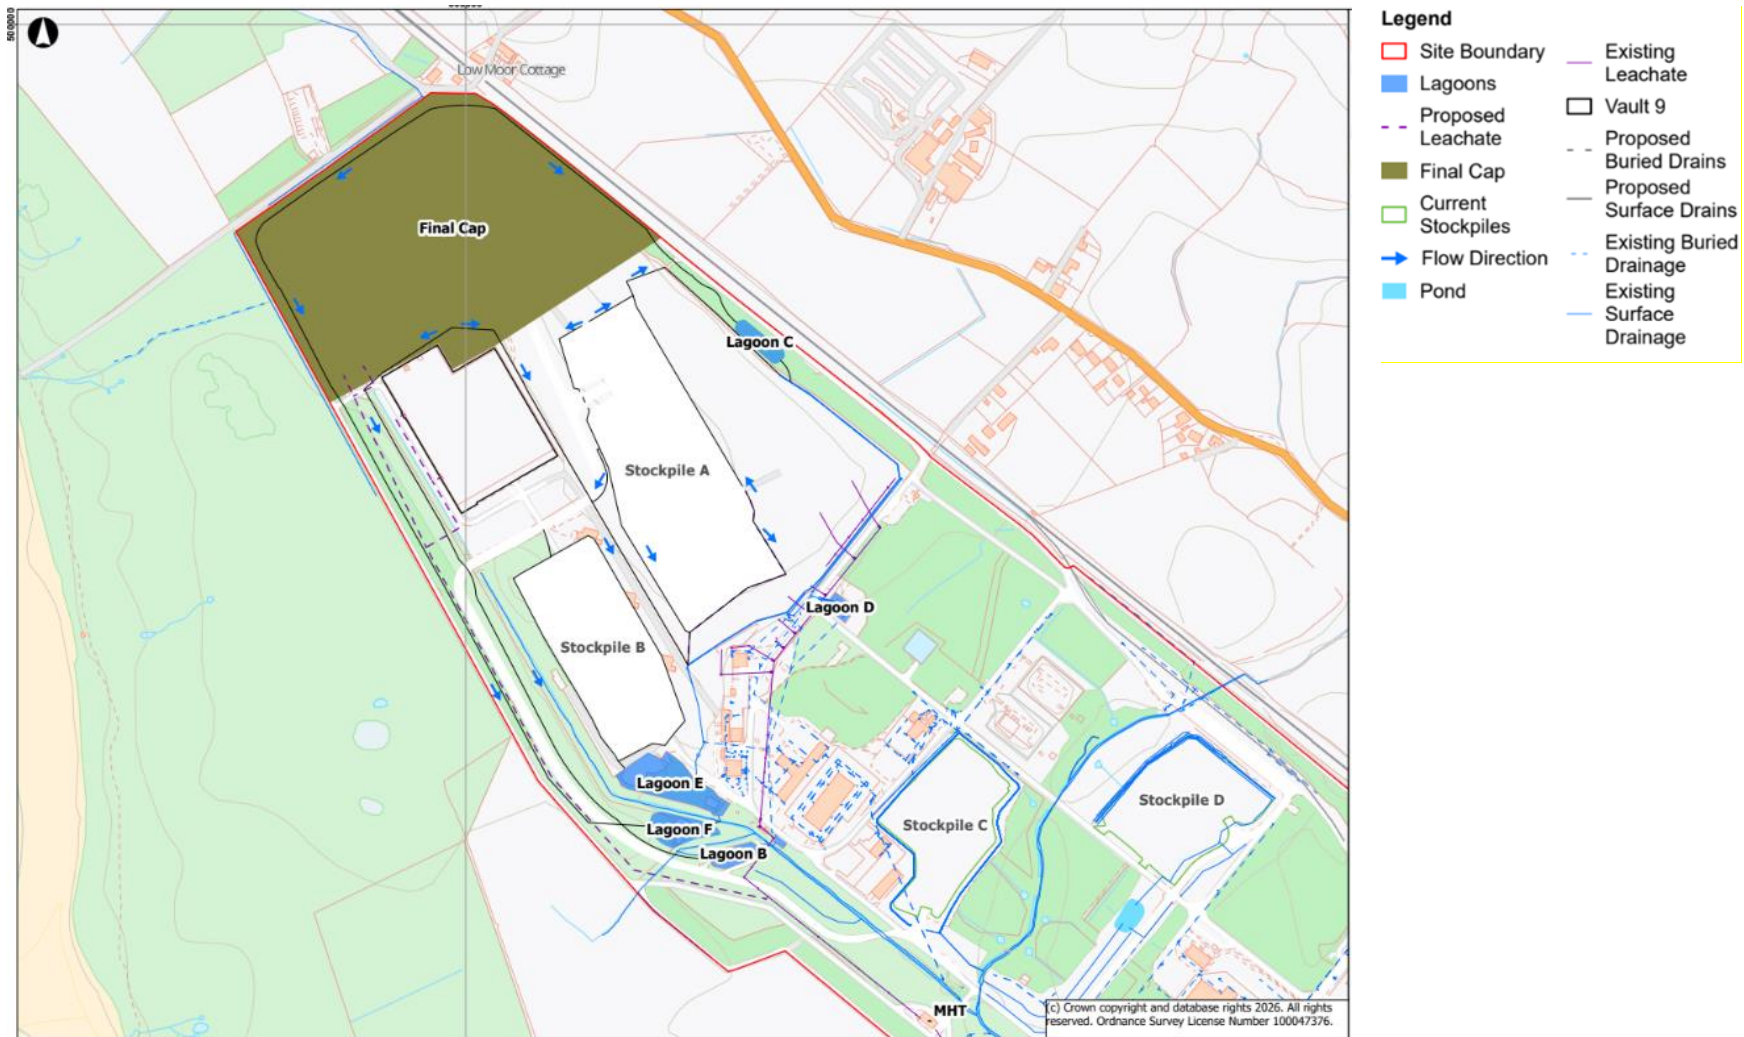 500000
Low Moor Cottage
Final Cap
Lagoon C
Stockpile A
Lagoon D
Stockpile B
Lagoon E
Lagoon F
Lagoon B
Stockpile C
Stockpile D
MHT
(c) Crown copyright and database rights 2026. All rights
reserved. Ordnance Survey License Number 100047376.
Legend
Site Boundary
Lagoons
Proposed
Leachate
Final Cap
Current
Stockpiles
Flow Direction
Pond
Existing
Leachate
Vault 9
Proposed
Buried Drains
Proposed
Surface Drains
Existing Buried
Drainage
Existing
Surface
Drainage